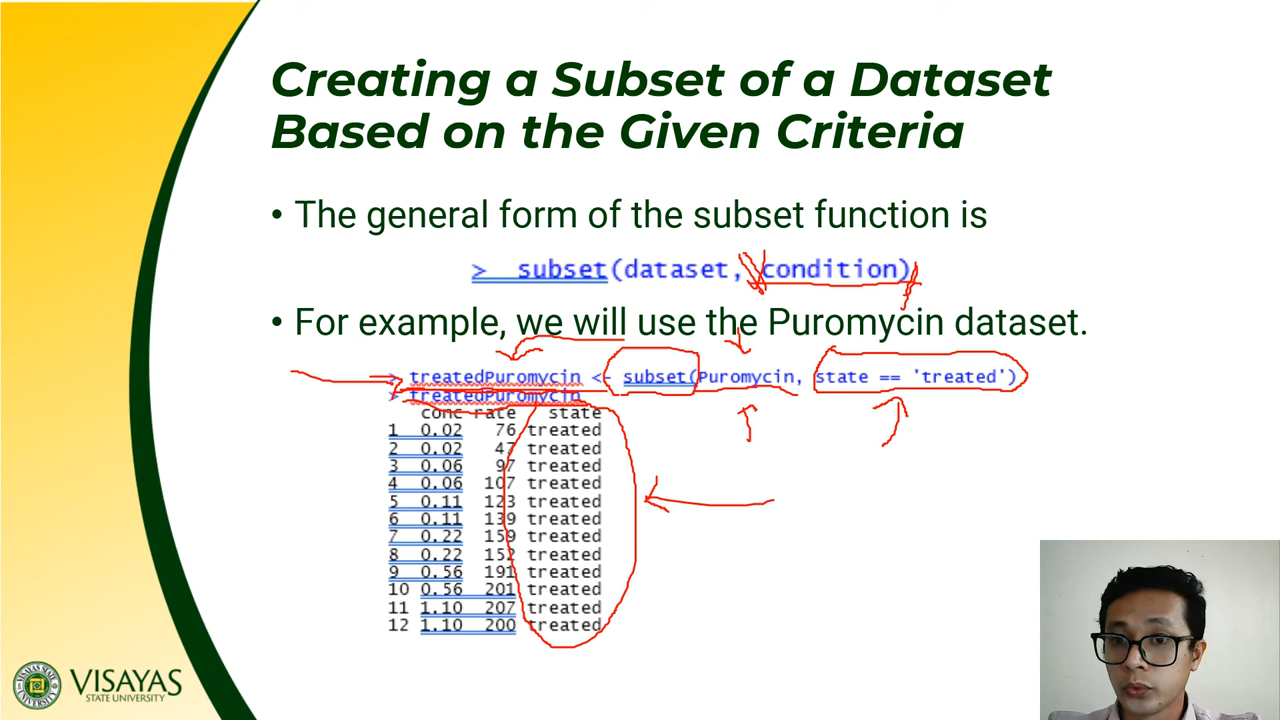 Creating a Subset of a Dataset
Based on the Given Criteria
• The general form of the subset function is
> subset(dataset, condition)
• For example, we will use the Puromycin dataset.
> treatedPuromycin <- subset(Puromycin, state == 'treated')
> treatedPuromycin
conc rate state
1 0.02 76 treated
2 0.02 47 treated
3 0.06 97 treated
4 0.06 107 treated
5 0.11 123 treated
6 0.11 139 treated
7 0.22 159 treated
8 0.22 152 treated
9 0.56 191 treated
10 0.56 201 treated
11 1.10 207 treated
12 1.10 200 treated
VISAYAS
STATE UNIVERSITY